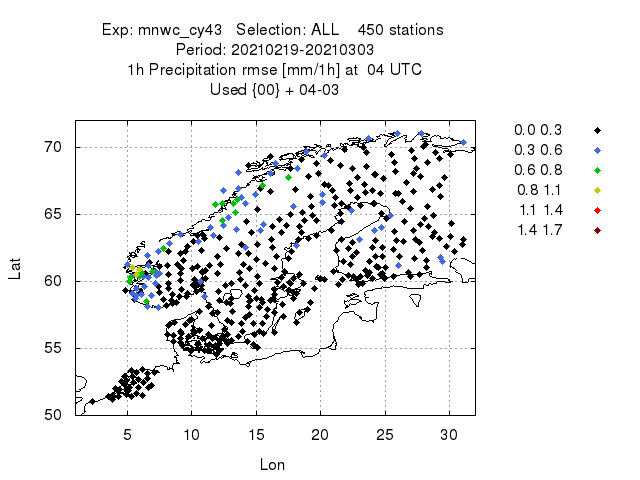 Exp: mnwc_cy43 Selection: ALL 450 stations
Period: 20210219-20210303
1h Precipitation rmse [mm/1h] at 04 UTC
Used {00} + 04-03
70
65
60
55
50
Lat
5 10 15 20 25 30
Lon
0.0 0.3
0.3 0.6
0.6 0.8
0.8 1.1
1.1 1.4
1.4 1.7